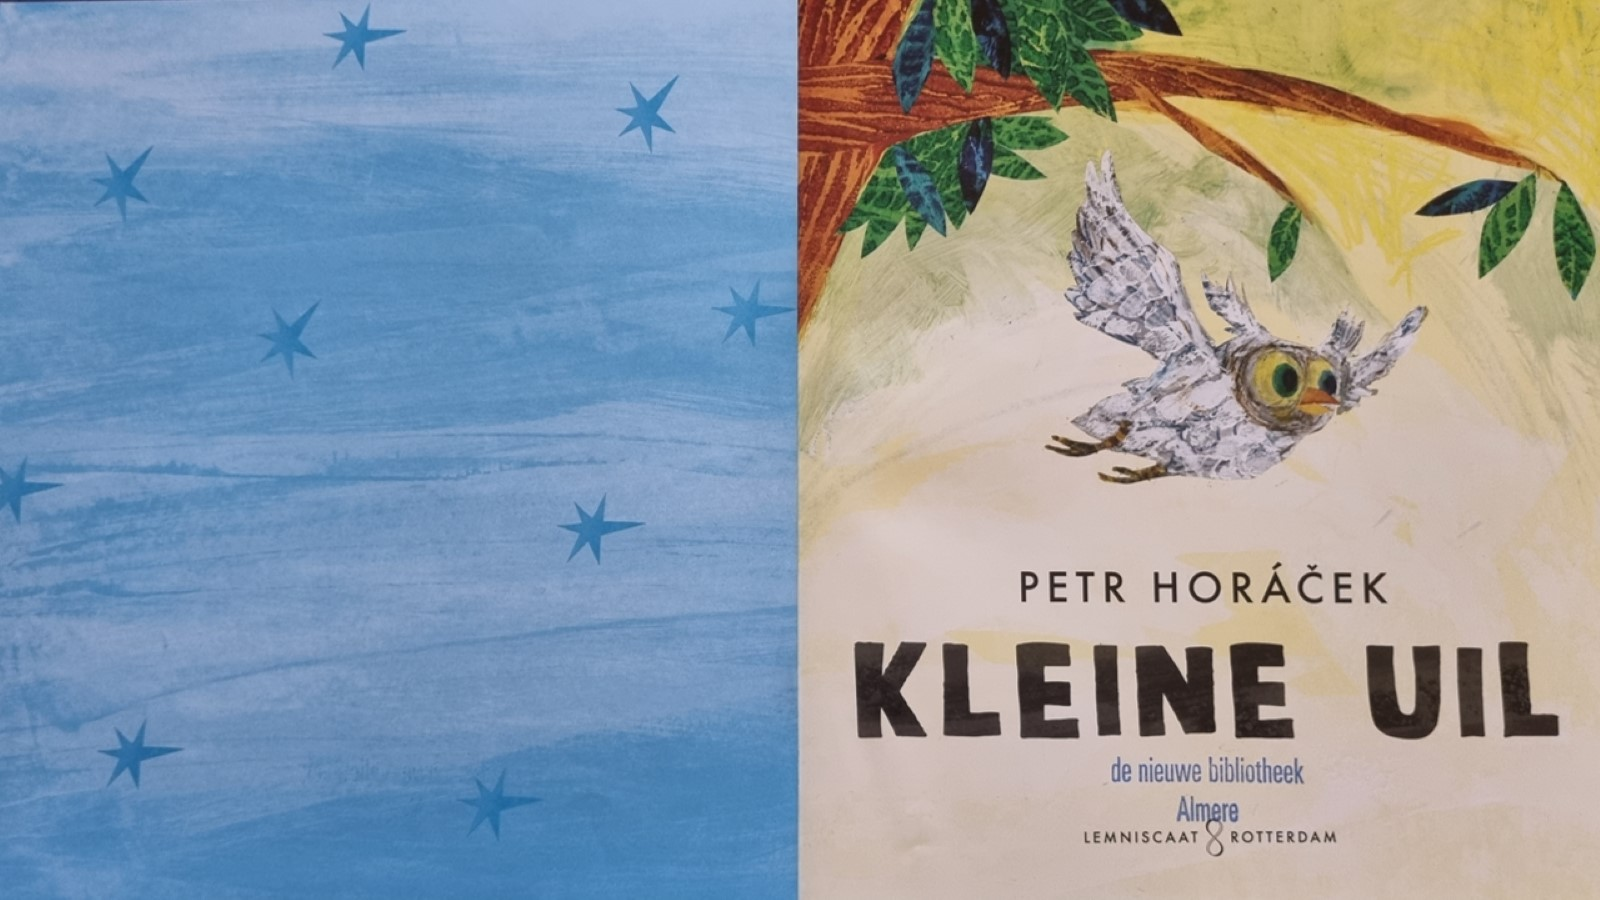 PETR HORÁČEK
KLEINE UIL
de nieuwe bibliotheek
Almere
LEMNISCAAT ROTTERDAM